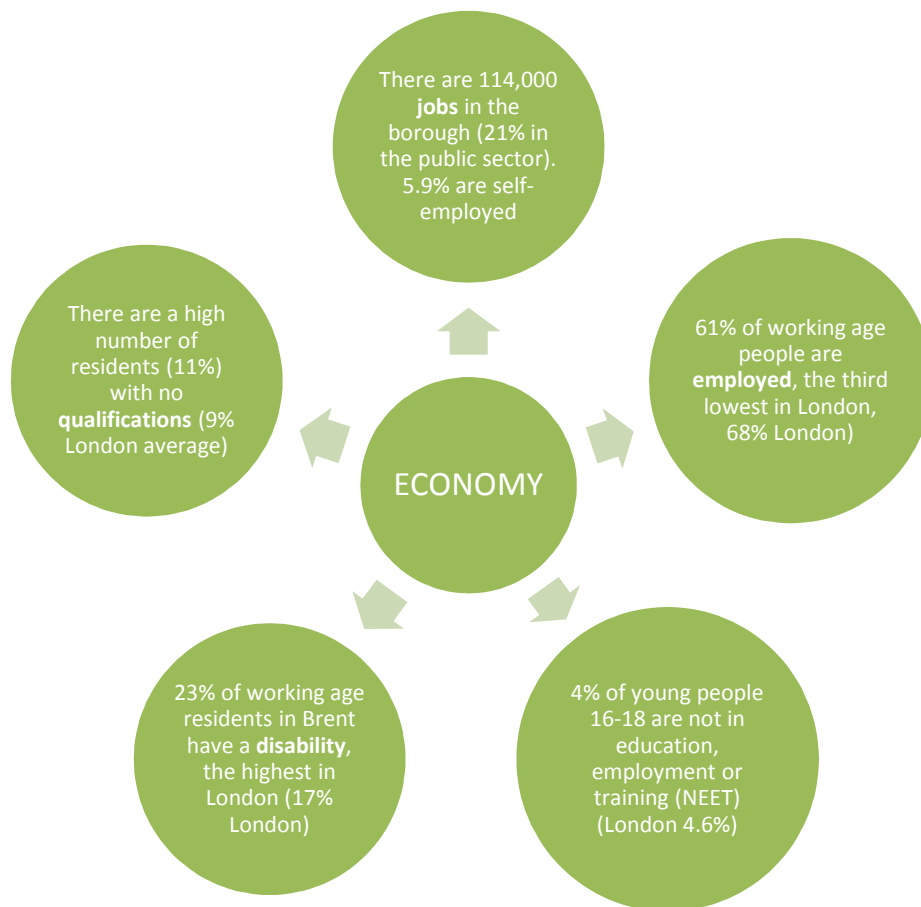 There are 114,000
jobs in the
borough (21% in
the public sector).
5.9% are self-
employed
There are a high
number of
residents (11%)
with no
qualifications (9%
London average)
61% of working age
people are
employed, the third
lowest in London,
68% London)
ECONOMY
23% of working age
residents in Brent
have a disability,
the highest in
London (17%
London)
4% of young people
16-18 are not in
education,
employment or
training (NEET)
(London 4.6%)